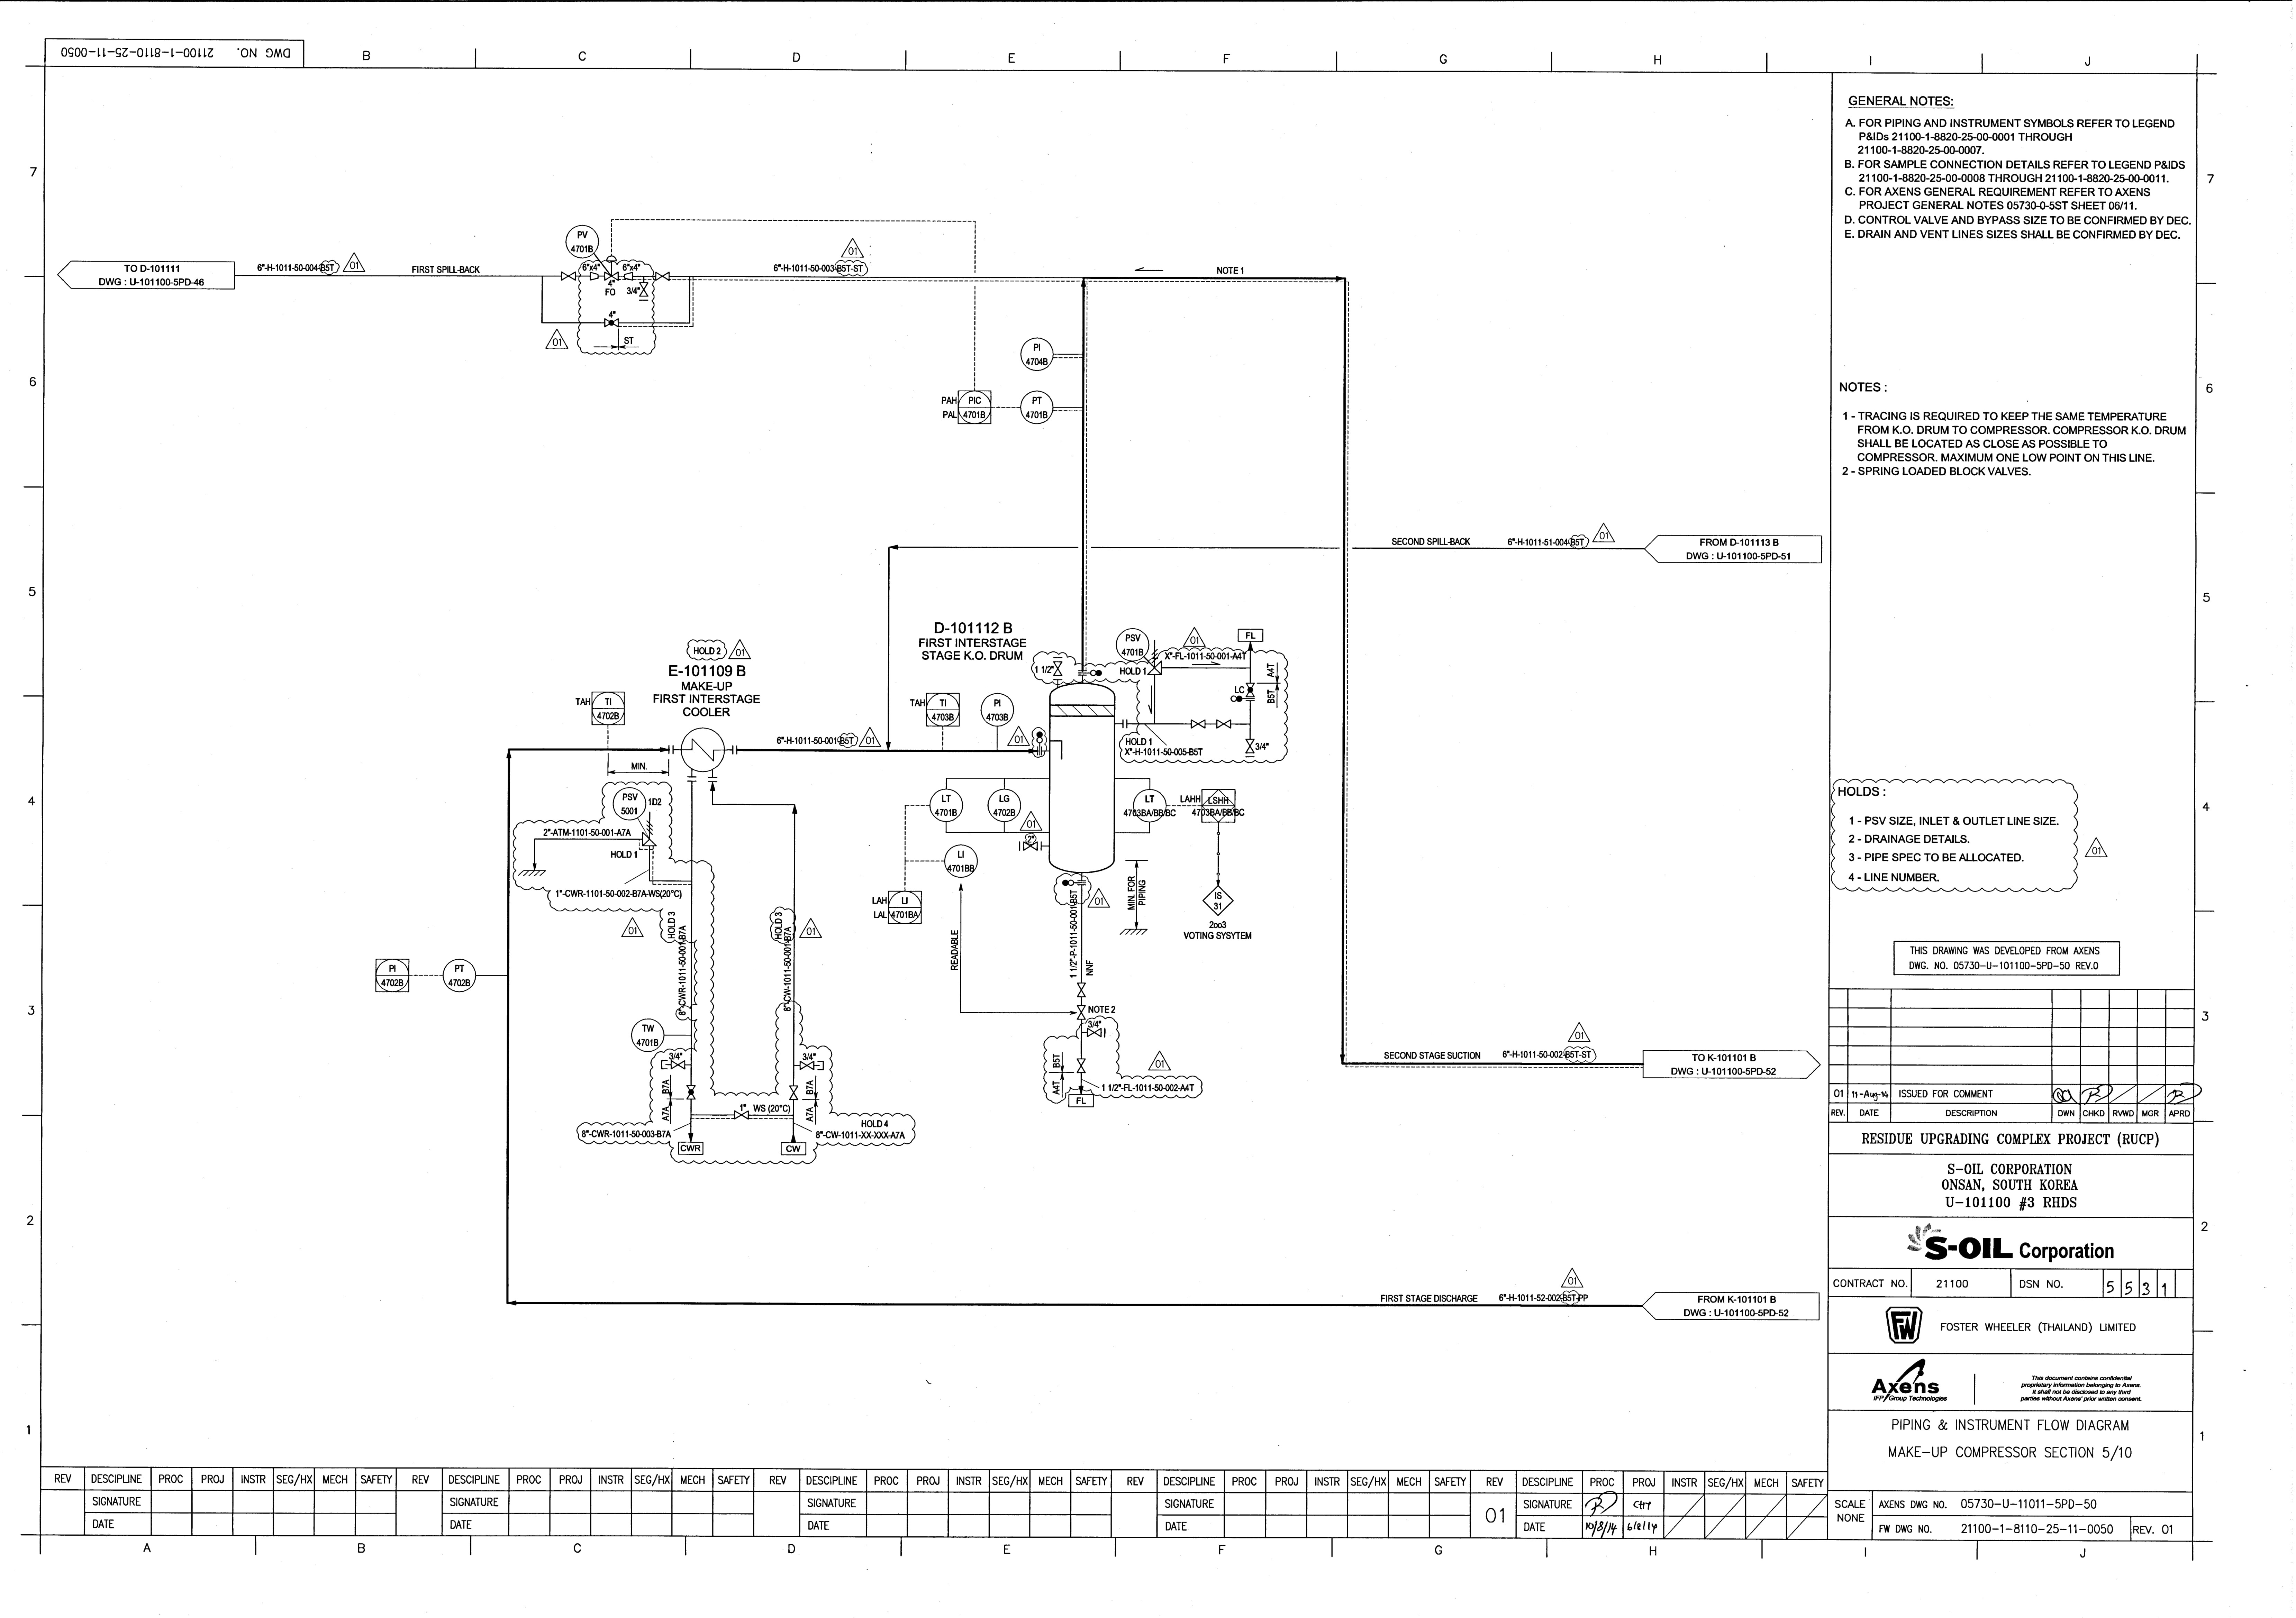 DWG NO. 21100-1-8110-25-11-0050
B C D E F G H I J
GENERAL NOTES:
A. FOR PIPING AND INSTRUMENT SYMBOLS REFER TO LEGEND
P&IDs 21100-1-8820-25-00-0001 THROUGH
21100-1-8820-25-00-0007.
B. FOR SAMPLE CONNECTION DETAILS REFER TO LEGEND P&IDS
21100-1-8820-25-00-0008 THROUGH 21100-1-8820-25-00-0011.
C. FOR AXENS GENERAL REQUIREMENT REFER TO AXENS
PROJECT GENERAL NOTES 05730-0-5ST SHEET 06/11.
D. CONTROL VALVE AND BYPASS SIZE TO BE CONFIRMED BY DEC.
E. DRAIN AND VENT LINES SIZES SHALL BE CONFIRMED BY DEC.
7
7
TO D-101111
DWG : U-101100-5PD-46
6"-H-1011-50-004-B5T
01
FIRST SPILL-BACK
PV
4701B
6"x4"
6"x4"
4"
FO
3/4"
4"
ST
01
6"-H-1011-50-003-B5T-ST
01
NOTE 1
PI
4704B
PAH
PAL
PIC
4701B
PT
4701B
6
6
NOTES :
1 - TRACING IS REQUIRED TO KEEP THE SAME TEMPERATURE
FROM K.O. DRUM TO COMPRESSOR. COMPRESSOR K.O. DRUM
SHALL BE LOCATED AS CLOSE AS POSSIBLE TO
COMPRESSOR. MAXIMUM ONE LOW POINT ON THIS LINE.
2 - SPRING LOADED BLOCK VALVES.
SECOND SPILL-BACK
6"-H-1011-51-004-B5T
01
FROM D-101113 B
DWG : U-101100-5PD-51
5
5
D-101112 B
FIRST INTERSTAGE
STAGE K.O. DRUM
HOLD 2
01
E-101109 B
MAKE-UP
FIRST INTERSTAGE
COOLER
TAH
TI
4702B
MIN.
6"-H-1011-50-001-B5T
01
TAH
TI
4703B
PI
4703B
01
1 1/2"
HOLD 1
PSV
4701B
01
X"-FL-1011-50-001-A4T
FL
LC
A4T
B5T
3/4"
HOLD 1
X"-H-1011-50-005-B5T
4
4
LT
4701B
LG
4702B
01
2"
LT
4703BA/BB/BC
LAHH
LSHH
4703BA/BB/BC
LI
4701BB
LAH
LAL
LI
4701BA
READABLE
MIN. FOR
PIPING
IS
31
2oo3
VOTING SYSYTEM
PSV
5001
1D2
2"-ATM-1101-50-001-A7A
HOLD 1
1"-CWR-1101-50-002-B7A-WS(20°C)
01
HOLD 3
8"-CWR-1011-50-001-B7A
HOLD 3
01
8"-CW-1011-50-001-B7A
01
1 1/2"-P-1011-50-001-B5T
NNF
HOLDS :
1 - PSV SIZE, INLET & OUTLET LINE SIZE.
2 - DRAINAGE DETAILS.
3 - PIPE SPEC TO BE ALLOCATED.
4 - LINE NUMBER.
01
THIS DRAWING WAS DEVELOPED FROM AXENS
DWG. NO. 05730-U-101100-5PD-50 REV.0
3
3
PI
4702B
PT
4702B
TW
4701B
3/4"
3/4"
B7A
A7A
B7A
A7A
1"
WS (20°C)
HOLD 4
8"-CWR-1011-50-003-B7A
8"-CW-1011-XX-XXX-A7A
CWR
CW
NOTE 2
3/4"
B5T
A4T
01
1 1/2"-FL-1011-50-002-A4T
FL
SECOND STAGE SUCTION
6"-H-1011-50-002-B5T-ST
01
TO K-101101 B
DWG : U-101100-5PD-52
FIRST STAGE DISCHARGE
6"-H-1011-52-002-B5T-PP
01
FROM K-101101 B
DWG : U-101100-5PD-52
01 11-Aug-14 ISSUED FOR COMMENT
REV. DATE DESCRIPTION DWN CHKD RVWD MGR APRD
RESIDUE UPGRADING COMPLEX PROJECT (RUCP)
S-OIL CORPORATION
ONSAN, SOUTH KOREA
U-101100 #3 RHDS
2
2
S-OIL Corporation
CONTRACT NO. 21100 DSN NO. 5 5 3 1
FW
FOSTER WHEELER (THAILAND) LIMITED
Axens
IFP Group Technologies
This document contains confidential
proprietary information belonging to Axens.
It shall not be disclosed to any third
parties without Axens' prior written consent.
PIPING & INSTRUMENT FLOW DIAGRAM
MAKE-UP COMPRESSOR SECTION 5/10
1
1
REV DESCIPLINE PROC PROJ INSTR SEG/HX MECH SAFETY REV DESCIPLINE PROC PROJ INSTR SEG/HX MECH SAFETY REV DESCIPLINE PROC PROJ INSTR SEG/HX MECH SAFETY REV DESCIPLINE PROC PROJ INSTR SEG/HX MECH SAFETY REV DESCIPLINE PROC PROJ INSTR SEG/HX MECH SAFETY
SIGNATURE SIGNATURE SIGNATURE SIGNATURE 01 SIGNATURE
DATE DATE DATE DATE DATE 10/8/14 6/8/14
SCALE
NONE
AXENS DWG NO. 05730-U-11011-5PD-50
FW DWG NO. 21100-1-8110-25-11-0050 REV. 01
A B C D E F G H I J